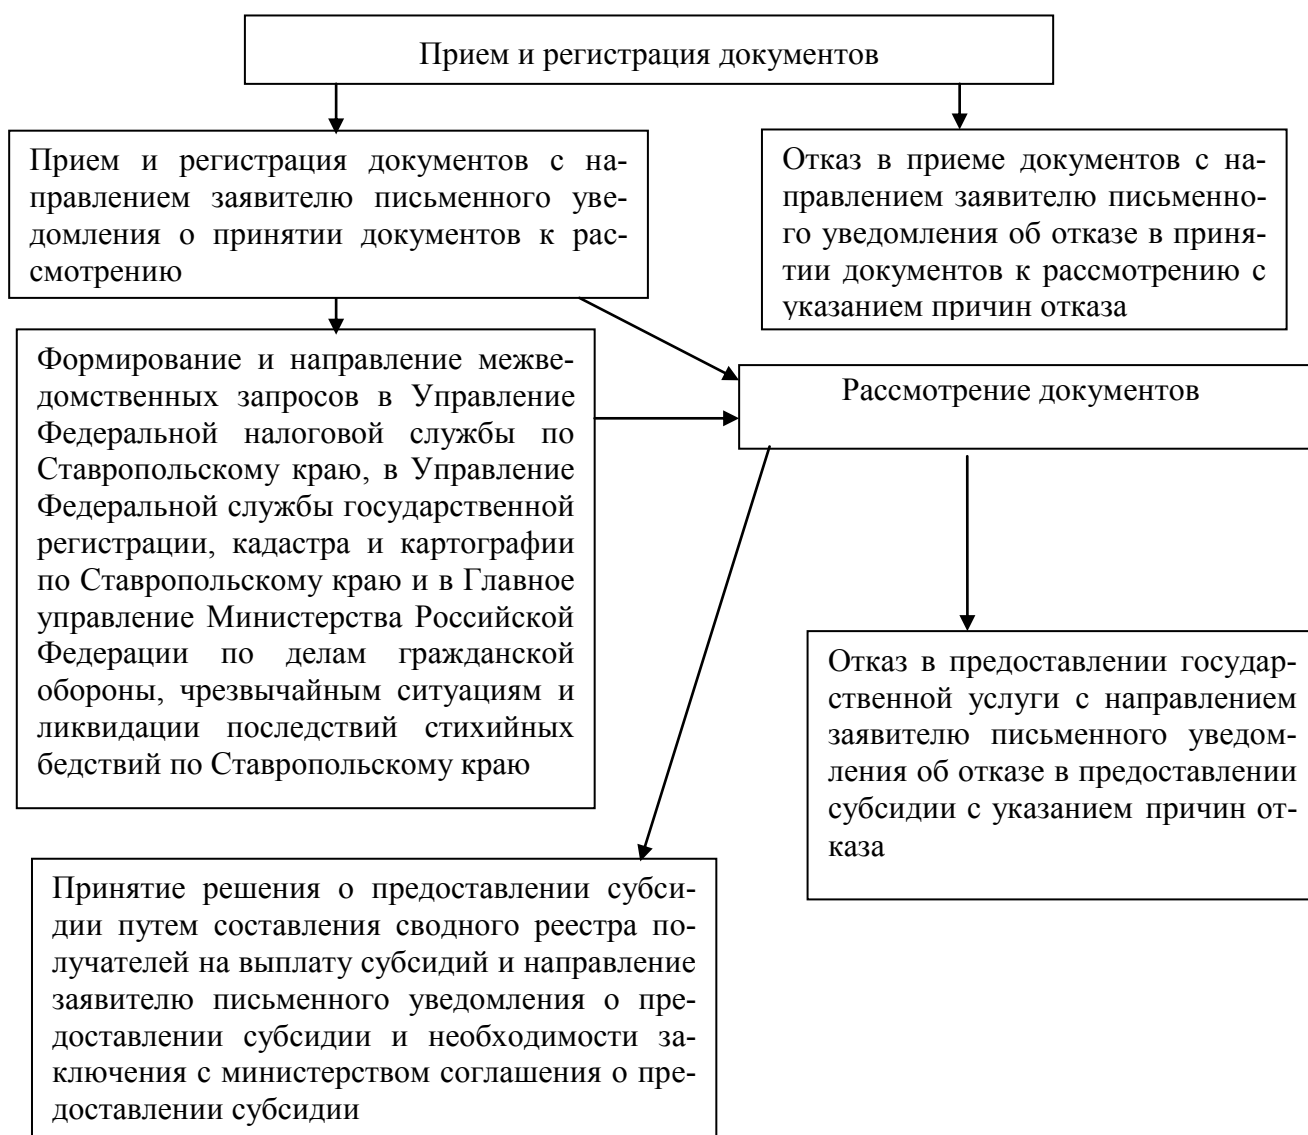 Прием и регистрация документов
Прием и регистрация документов с на-
правлением заявителю письменного уве-
домления о принятии документов к рас-
смотрению
Отказ в приеме документов с на-
правлением заявителю письменно-
го уведомления об отказе в приня-
тии документов к рассмотрению с
указанием причин отказа
Формирование и направление межве-
домственных запросов в Управление
Федеральной налоговой службы по
Ставропольскому краю, в Управление
Федеральной службы государственной
регистрации, кадастра и картографии
по Ставропольскому краю и в Главное
управление Министерства Российской
Федерации по делам гражданской
обороны, чрезвычайным ситуациям и
ликвидации последствий стихийных
бедствий по Ставропольскому краю
Рассмотрение документов
Отказ в предоставлении государ-
ственной услуги с направлением
заявителю письменного уведом-
ления об отказе в предоставлении
субсидии с указанием причин от-
каза
Принятие решения о предоставлении субси-
дии путем составления сводного реестра по-
лучателей на выплату субсидий и направление
заявителю письменного уведомления о пре-
доставлении субсидии и необходимости за-
ключения с министерством соглашения о пре-
доставлении субсидии